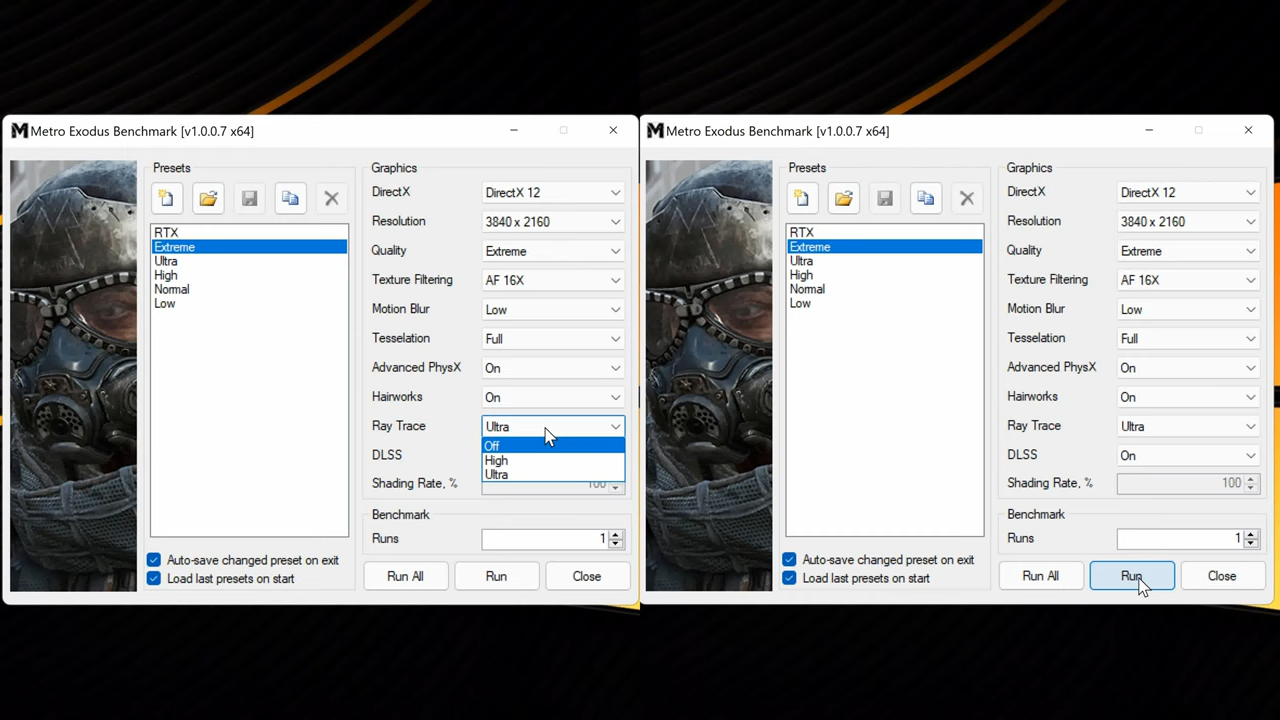 Metro Exodus Benchmark [v1.0.0.7 x64]
Presets
RTX
Extreme
Ultra
High
Normal
Low
Auto-save changed preset on exit
Load last presets on start
Graphics
DirectX DirectX 12
Resolution 3840 x 2160
Quality Extreme
Texture Filtering AF 16X
Motion Blur Low
Tesselation Full
Advanced PhysX On
Hairworks On
Ray Trace Ultra
Off
High
Ultra
DLSS
Shading Rate, % 100
Benchmark
Runs 1
Run All Run Close
Metro Exodus Benchmark [v1.0.0.7 x64]
Presets
RTX
Extreme
Ultra
High
Normal
Low
Auto-save changed preset on exit
Load last presets on start
Graphics
DirectX DirectX 12
Resolution 3840 x 2160
Quality Extreme
Texture Filtering AF 16X
Motion Blur Low
Tesselation Full
Advanced PhysX On
Hairworks On
Ray Trace Ultra
DLSS On
Shading Rate, % 100
Benchmark
Runs 1
Run All Run Close